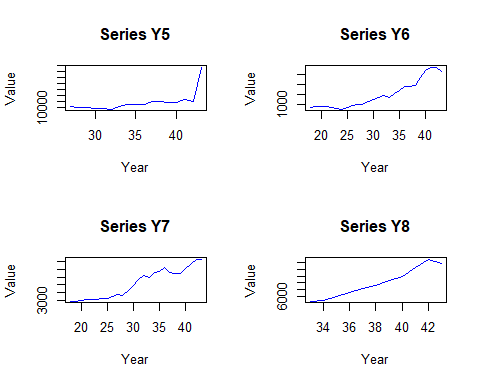 Series Y5
Value
10000
30 35 40
Year
Series Y6
Value
1000
20 25 30 35 40
Year
Series Y7
Value
3000
20 25 30 35 40
Year
Series Y8
Value
6000
34 36 38 40 42
Year